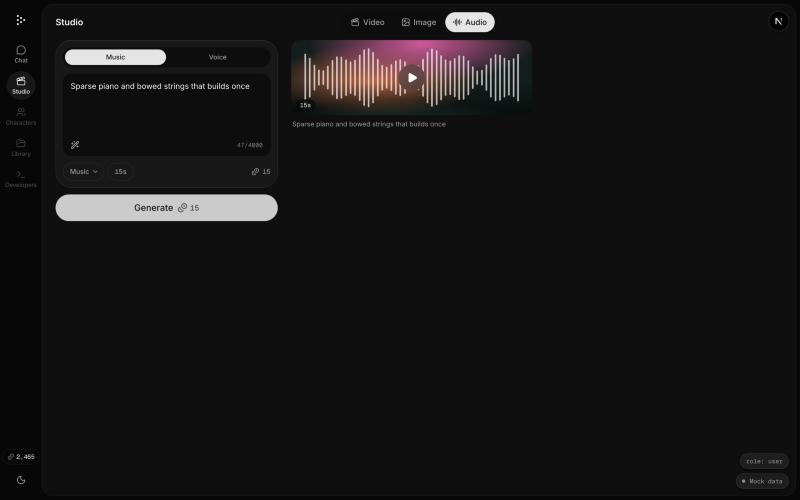 Studio
Video
Image
Audio
N
Chat
Studio
Characters
Library
Developers
Music
Voice
Sparse piano and bowed strings that builds once
47/4000
Music
15s
15
Generate 15
15s
Sparse piano and bowed strings that builds once
2,465
role: user
Mock data